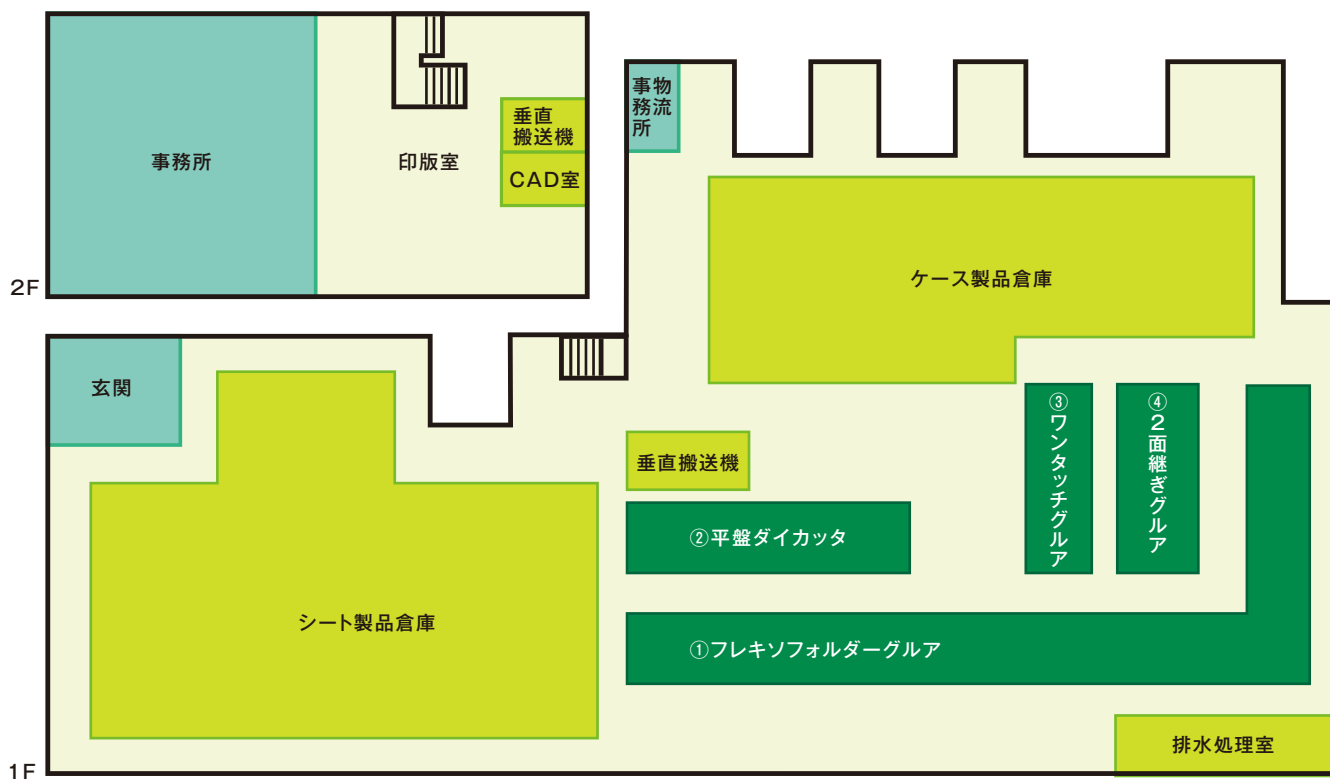 事務所
印版室
垂直
搬送機
CAD室
2F
物流
事務所
ケース製品倉庫
玄関
垂直搬送機
②平盤ダイカッタ
③ワンタッチグルア
④2面継ぎグルア
シート製品倉庫
①フレキソフォルダーグルア
排水処理室
1F